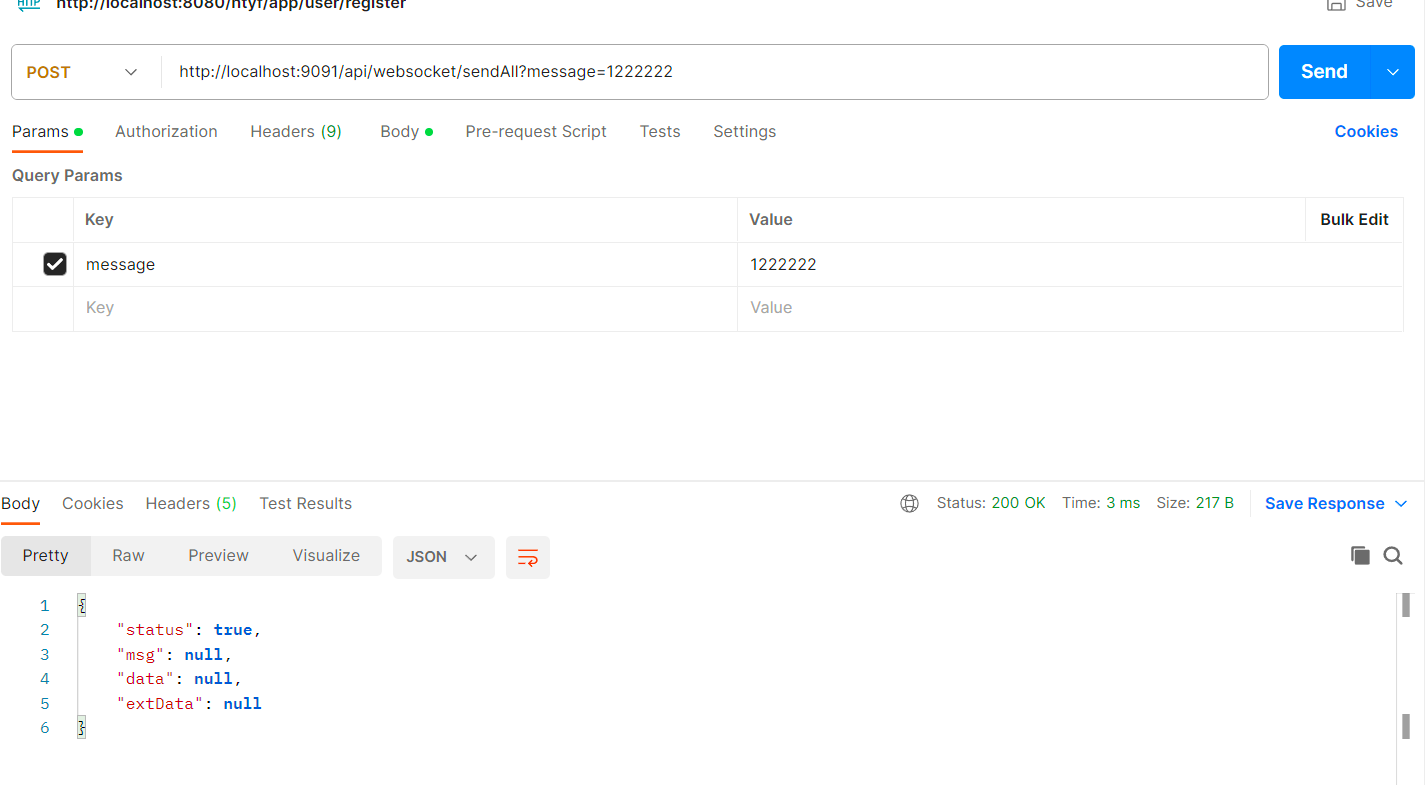 HTTP http://localhost:8080/htyf/app/user/register Save
POST http://localhost:9091/api/websocket/sendAll?message=1222222 Send
Params Authorization Headers (9) Body Pre-request Script Tests Settings Cookies
Query Params
Key Value Bulk Edit
message 1222222
Key Value
Body Cookies Headers (5) Test Results Status: 200 OK Time: 3 ms Size: 217 B Save Response
Pretty Raw Preview Visualize JSON
1 {
2 "status": true,
3 "msg": null,
4 "data": null,
5 "extData": null
6 }